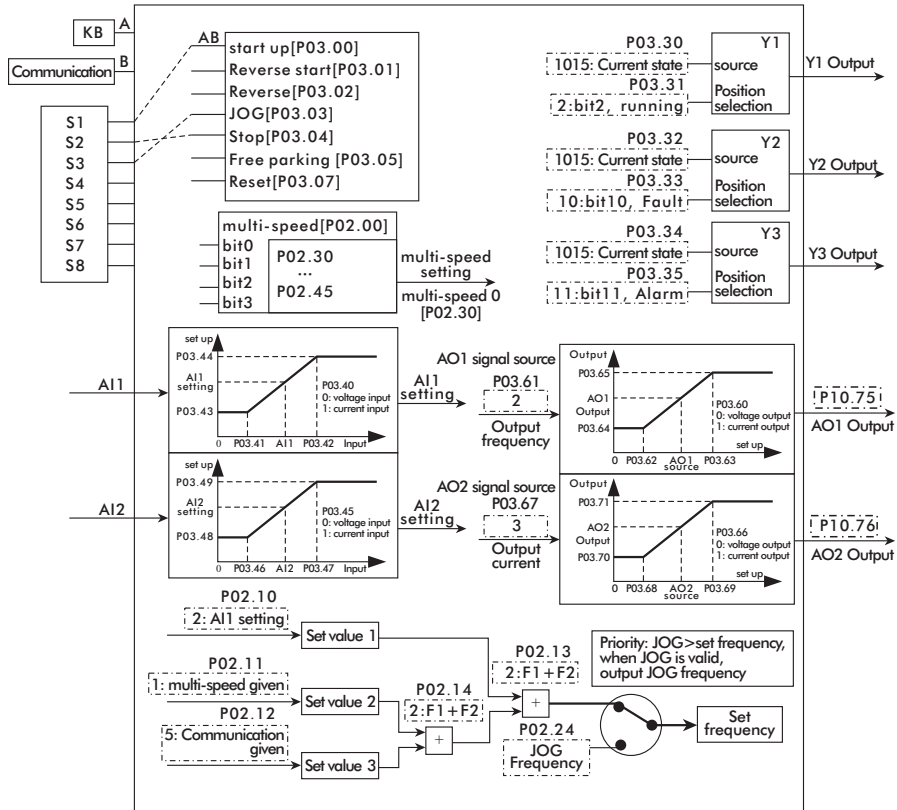 KB
A
Communication
B
S1
S2
S3
S4
S5
S6
S7
S8
AB
start up[P03.00]
Reverse start[P03.01]
Reverse[P03.02]
JOG[P03.03]
Stop[P03.04]
Free parking [P03.05]
Reset[P03.07]
multi-speed[P02.00]
bit0
bit1
bit2
bit3
P02.30
...
P02.45
multi-speed
setting
multi-speed 0
[P02.30]
P03.30
1015: Current state
P03.31
2:bit2, running
Y1
source
Position
selection
Y1 Output
P03.32
1015: Current state
P03.33
10:bit10, Fault
Y2
source
Position
selection
Y2 Output
P03.34
1015: Current state
P03.35
11:bit11, Alarm
Y3
source
Position
selection
Y3 Output
AI1
set up
P03.44
AI1
setting
P03.43
P03.40
0: voltage input
1: current input
0
P03.41
AI1
P03.42
Input
AI1
setting
AO1 signal source
P03.61
2
Output
frequency
Output
P03.65
AO1
Output
P03.64
P03.60
0: voltage output
1: current output
set up
0
P03.62
AO1
source
P03.63
P10.75
AO1 Output
AI2
set up
P03.49
AI2
setting
P03.48
P03.45
0: voltage input
1: current input
0
P03.46
AI2
P03.47
Input
AI2
setting
AO2 signal source
P03.67
3
Output
current
Output
P03.71
AO2
Output
P03.70
P03.66
0: voltage output
1: current output
set up
0
P03.68
AO2
source
P03.69
P10.76
AO2 Output
P02.10
2: AI1 setting
Set value 1
P02.11
1: multi-speed given
Set value 2
P02.12
5: Communication
given
Set value 3
P02.14
2:F1+F2
+
P02.13
2:F1+F2
+
P02.24
JOG
Frequency
Priority: JOG>set frequency,
when JOG is valid,
output JOG frequency
Set
frequency